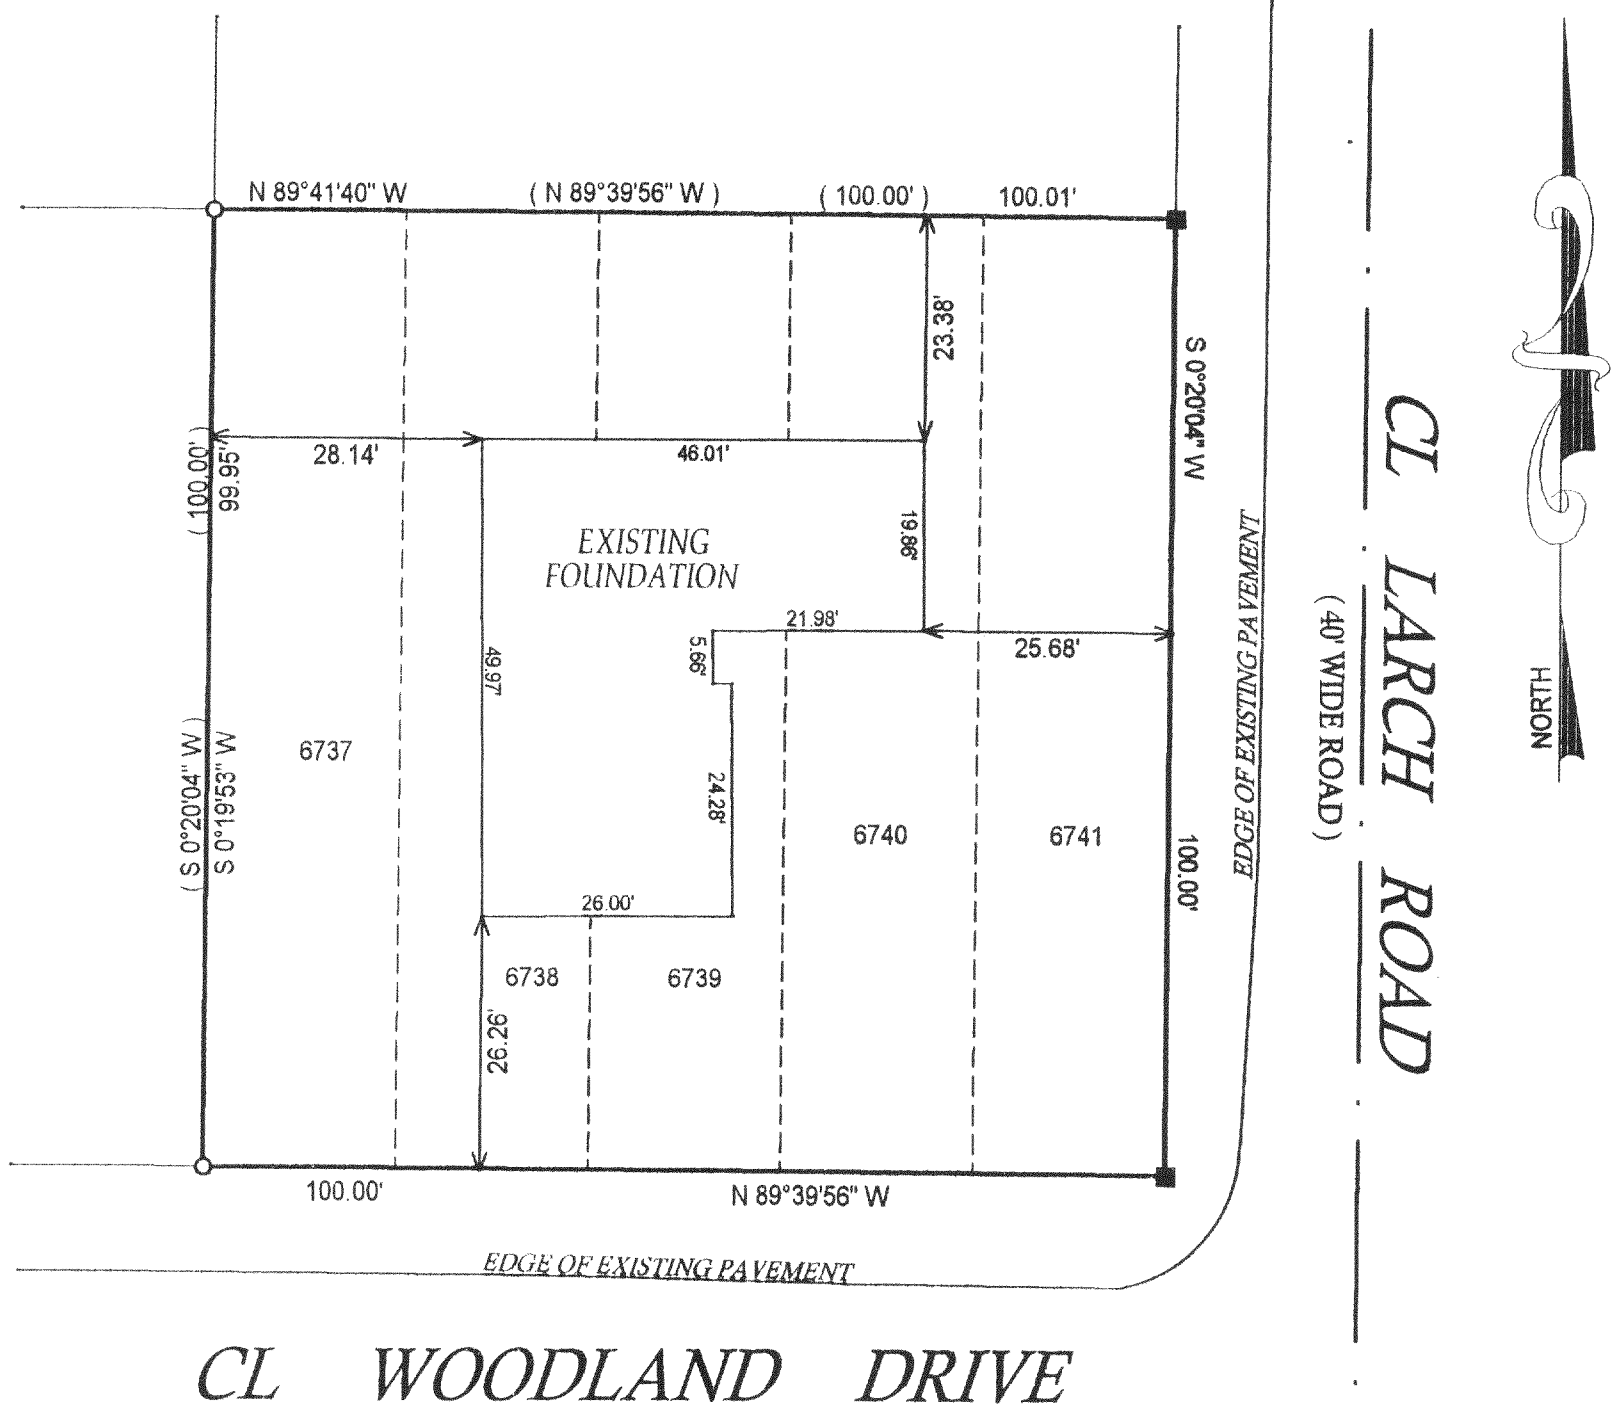 N 89°41'40" W ( N 89°39'56" W ) ( 100.00' ) 100.01'
23.38'
S 0°20'04" W
28.14'
46.01'
( 100.00' )
99.95'
EXISTING
FOUNDATION
19.86'
21.98'
25.68'
5.66'
49.97'
( S 0°20'04" W )
S 0°19'53" W
6737
24.28'
6740
6741
100.00'
26.00'
6738
6739
26.26'
100.00'
N 89°39'56" W
EDGE OF EXISTING PAVEMENT
EDGE OF EXISTING PAVEMENT
CL LARCH ROAD
( 40' WIDE ROAD )
NORTH
CL WOODLAND DRIVE